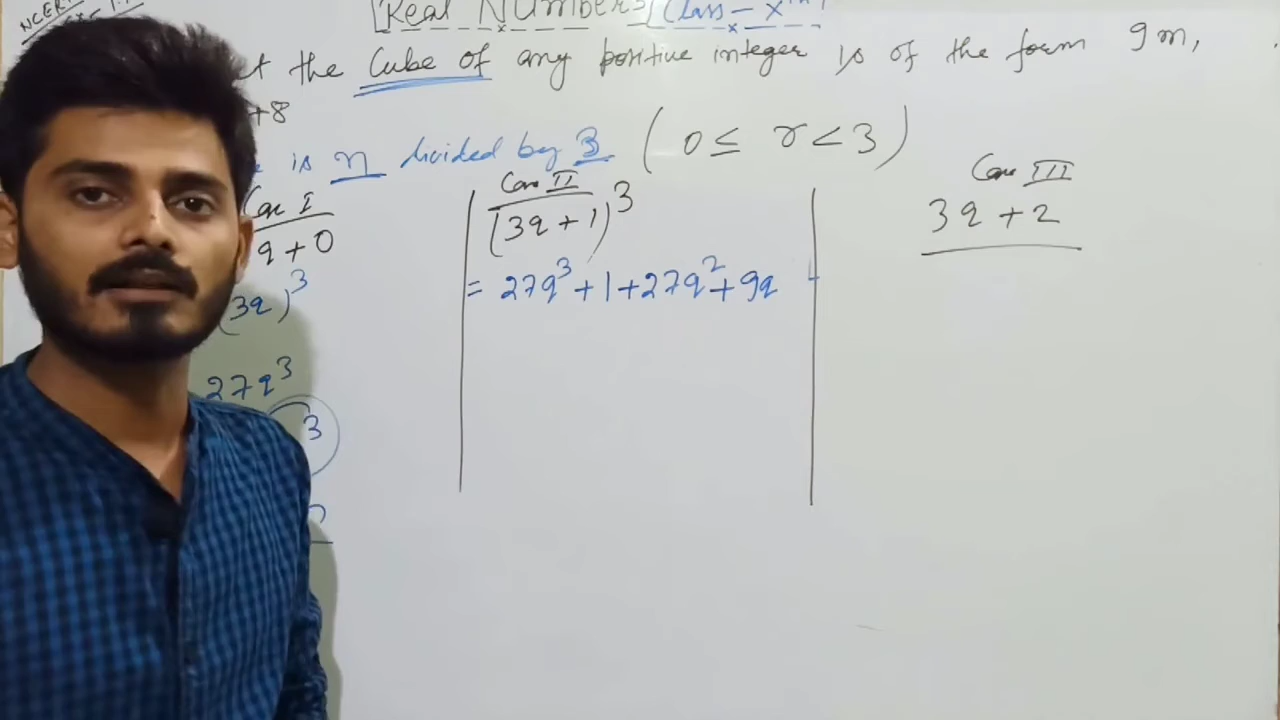 NCERT
Real Numbers Class - Xth
t the Cube of any positive integer is of the form 9m,
+8
e is n divided by 3 (0 ≤ r < 3)
Case I
q + 0
(3q)³
27q³
3
Case II
(3q + 1)³
= 27q³ + 1 + 27q² + 9q
Case III
3q + 2